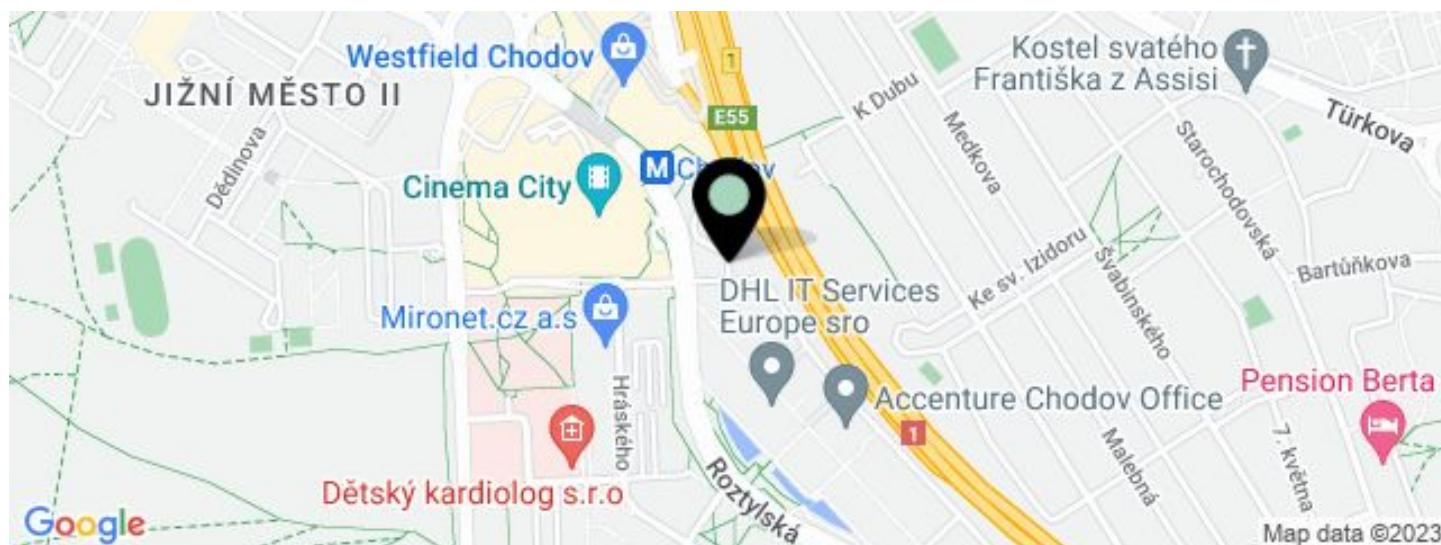 Westfield Chodov
1
Kostel svatého
Františka z Assisi
JIŽNÍ MĚSTO II
E55
K Dubu
Türkova
Medkova
Starochodovská
Dědinova
Cinema City
M Chodov
Ke sv. Izidoru
Bartůňkova
Švabinského
DHL IT Services
Europe sro
Mironet.cz a.s
Hráského
Pension Berta
Accenture Chodov Office
1
Malebná
7. května
Dětský kardiolog s.r.o
Roztylská
Google
Map data ©2023